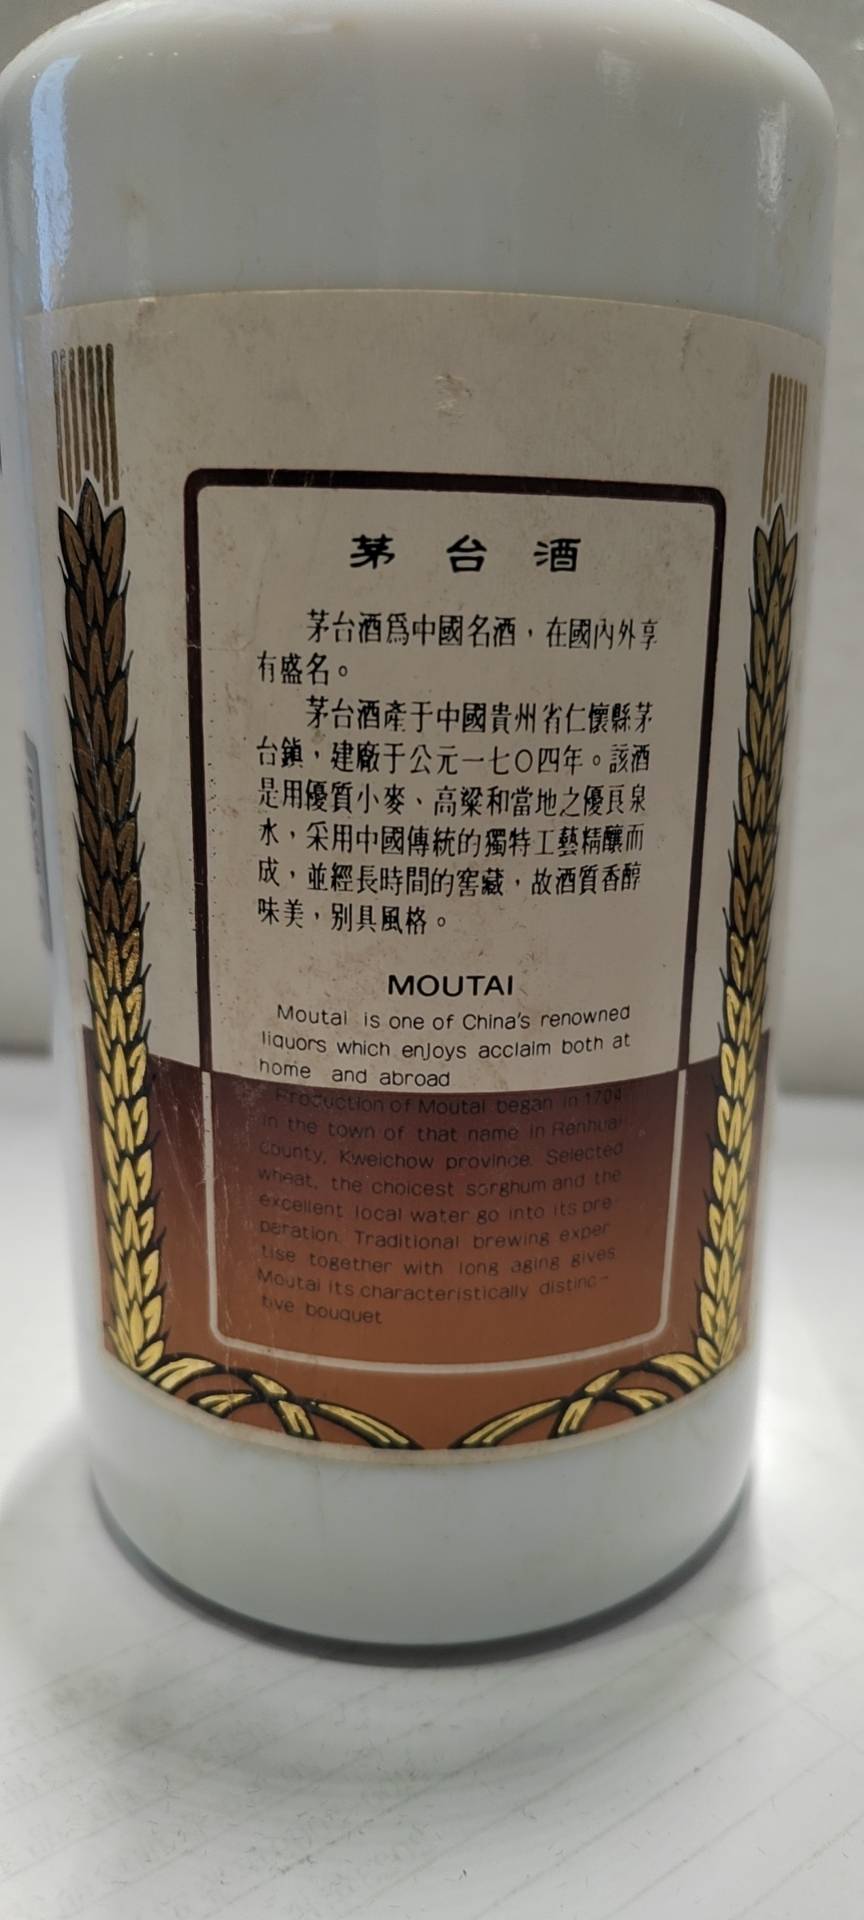 茅台酒
茅台酒爲中國名酒，在國內外享
有盛名。
茅台酒產于中國貴州省仁懷縣茅
台鎮，建廠于公元一七〇四年。該酒
是用優質小麥、高粱和當地之優良泉
水，采用中國傳統的獨特工藝精釀而
成，並經長時間的窖藏，故酒質香醇
味美，别具風格。
MOUTAI
Moutai is one of China's renowned
liquors which enjoys acclaim both at
home and abroad
Production of Moutai began in 1704
in the town of that name in Renhuai
county, Kweichow province. Selected
wheat, the choicest sorghum and the
excellent local water go into its pre-
paration. Traditional brewing exper-
tise together with long aging gives
Moutai its characteristically distinc-
tive bouquet